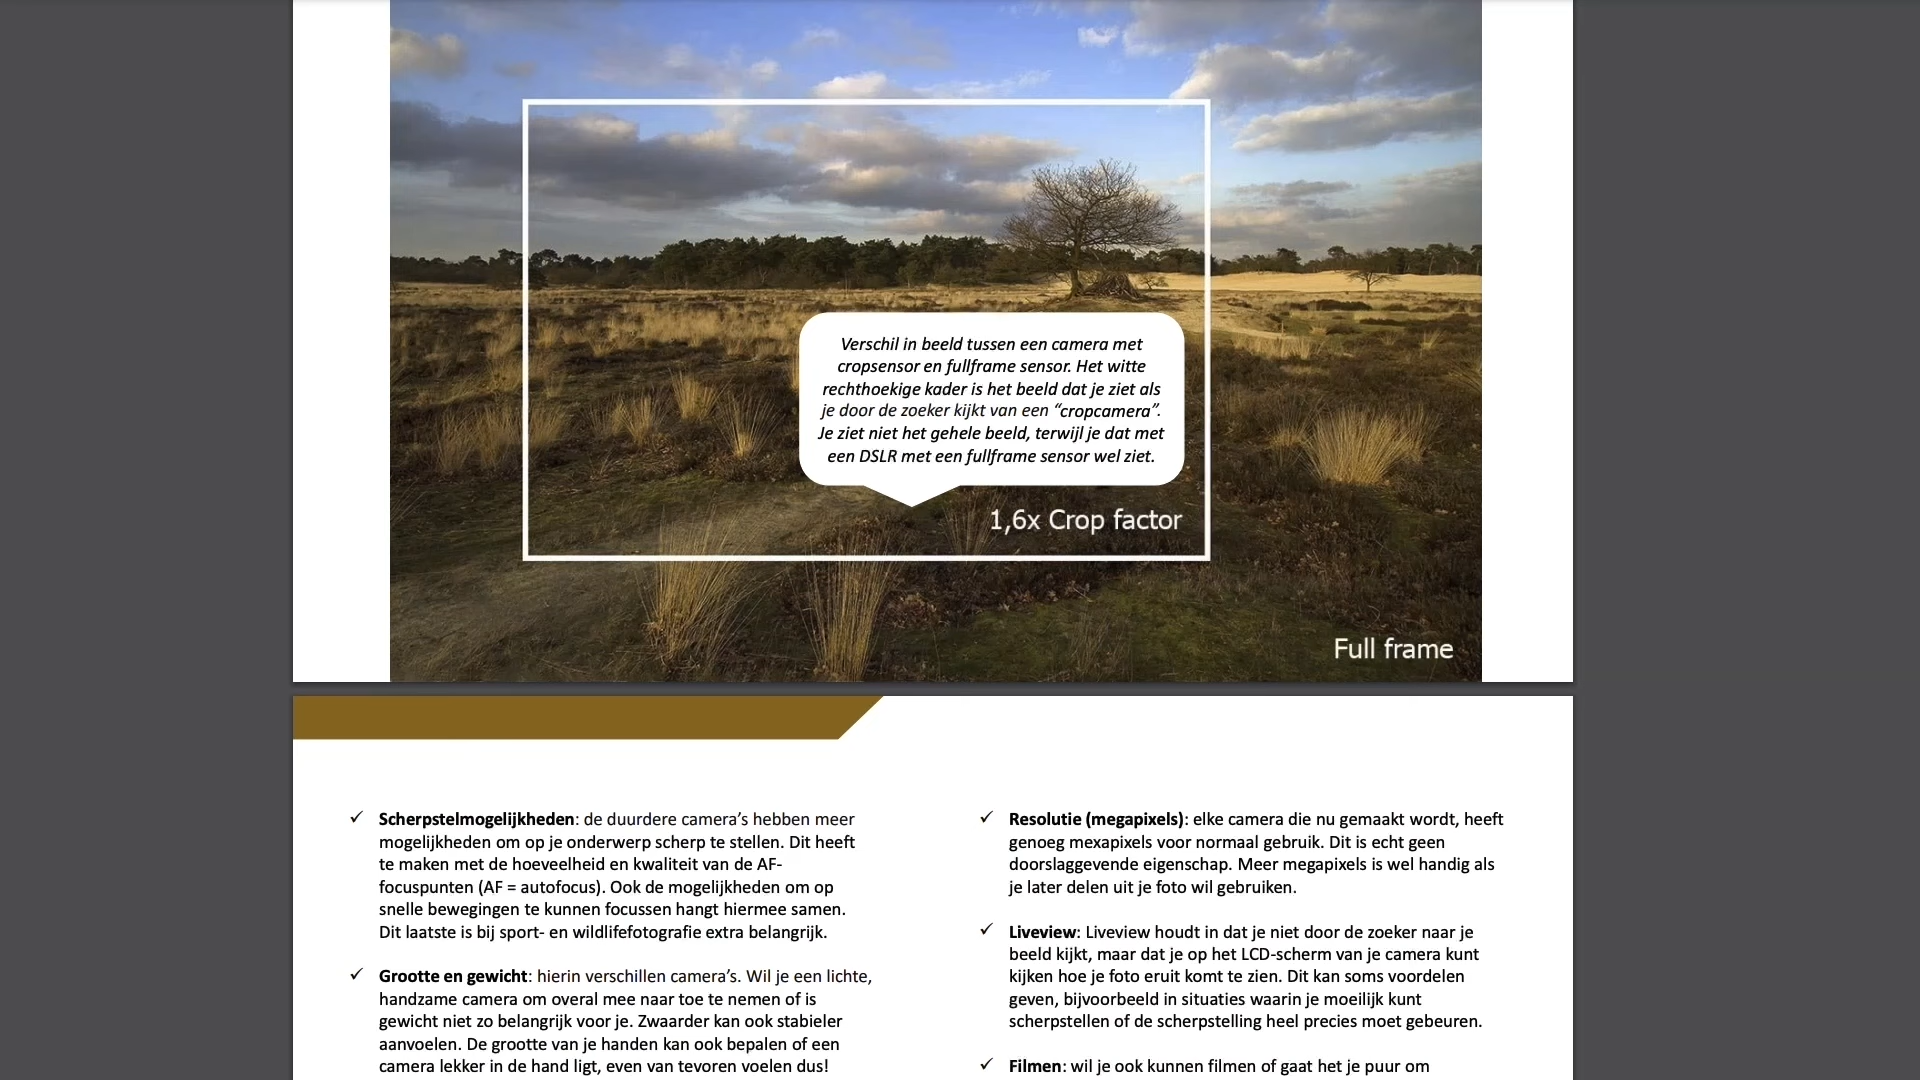 Verschil in beeld tussen een camera met
cropsensor en fullframe sensor. Het witte
rechthoekige kader is het beeld dat je ziet als
je door de zoeker kijkt van een “cropcamera”.
Je ziet niet het gehele beeld, terwijl je dat met
een DSLR met een fullframe sensor wel ziet.
1,6x Crop factor
Full frame
✓ Scherpstelmogelijkheden: de duurdere camera’s hebben meer
mogelijkheden om op je onderwerp scherp te stellen. Dit heeft
te maken met de hoeveelheid en kwaliteit van de AF-
focuspunten (AF = autofocus). Ook de mogelijkheden om op
snelle bewegingen te kunnen focussen hangt hiermee samen.
Dit laatste is bij sport- en wildlifefotografie extra belangrijk.
✓ Grootte en gewicht: hierin verschillen camera’s. Wil je een lichte,
handzame camera om overal mee naar toe te nemen of is
gewicht niet zo belangrijk voor je. Zwaarder kan ook stabieler
aanvoelen. De grootte van je handen kan ook bepalen of een
camera lekker in de hand ligt, even van tevoren voelen dus!
✓ Resolutie (megapixels): elke camera die nu gemaakt wordt, heeft
genoeg mexapixels voor normaal gebruik. Dit is echt geen
doorslaggevende eigenschap. Meer megapixels is wel handig als
je later delen uit je foto wil gebruiken.
✓ Liveview: Liveview houdt in dat je niet door de zoeker naar je
beeld kijkt, maar dat je op het LCD-scherm van je camera kunt
kijken hoe je foto eruit komt te zien. Dit kan soms voordelen
geven, bijvoorbeeld in situaties waarin je moeilijk kunt
scherpstellen of de scherpstelling heel precies moet gebeuren.
✓ Filmen: wil je ook kunnen filmen of gaat het je puur om